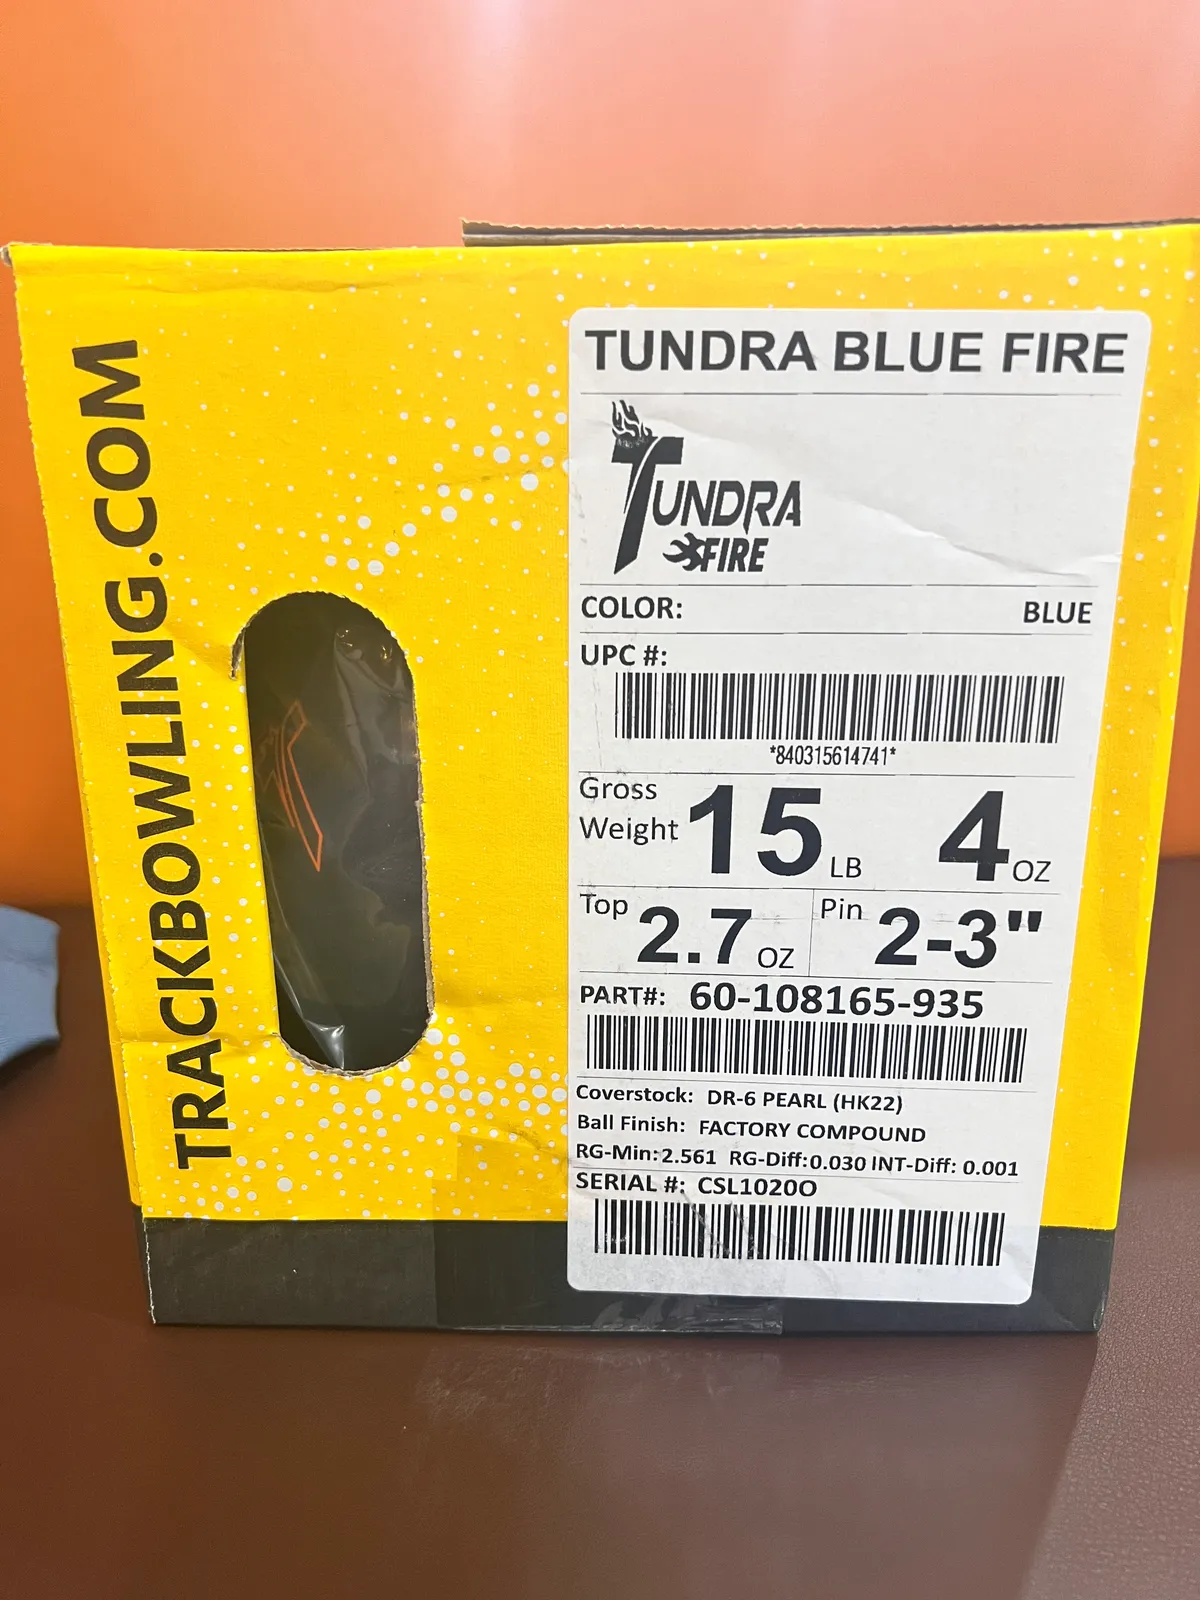 TRACKBOWLING.COM
TUNDRA BLUE FIRE
TUNDRA
FIRE
COLOR: BLUE
UPC #:
*840315614741*
Gross Weight 15 LB 4 OZ
Top 2.7 OZ Pin 2-3"
PART#: 60-108165-935
Coverstock: DR-6 PEARL (HK22)
Ball Finish: FACTORY COMPOUND
RG-Min:2.561 RG-Diff:0.030 INT-Diff: 0.001
SERIAL #: CSL1020O